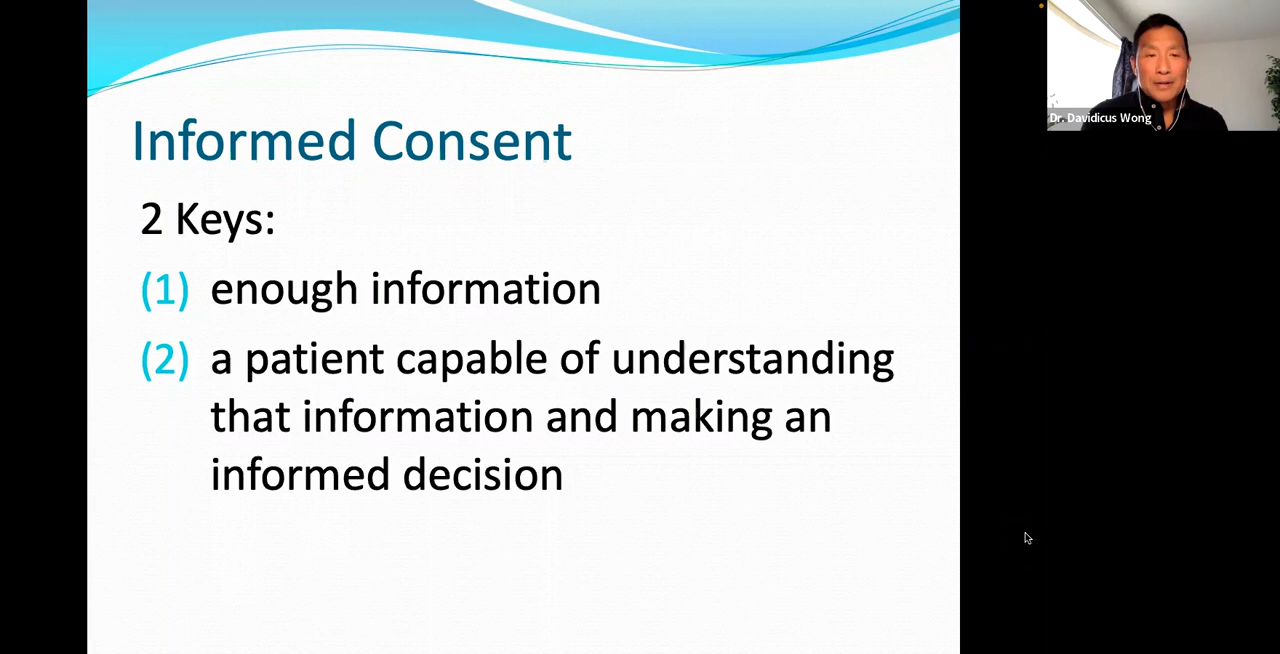 Informed Consent
2 Keys:
(1) enough information
(2) a patient capable of understanding
that information and making an
informed decision
Dr. Davidicus Wong